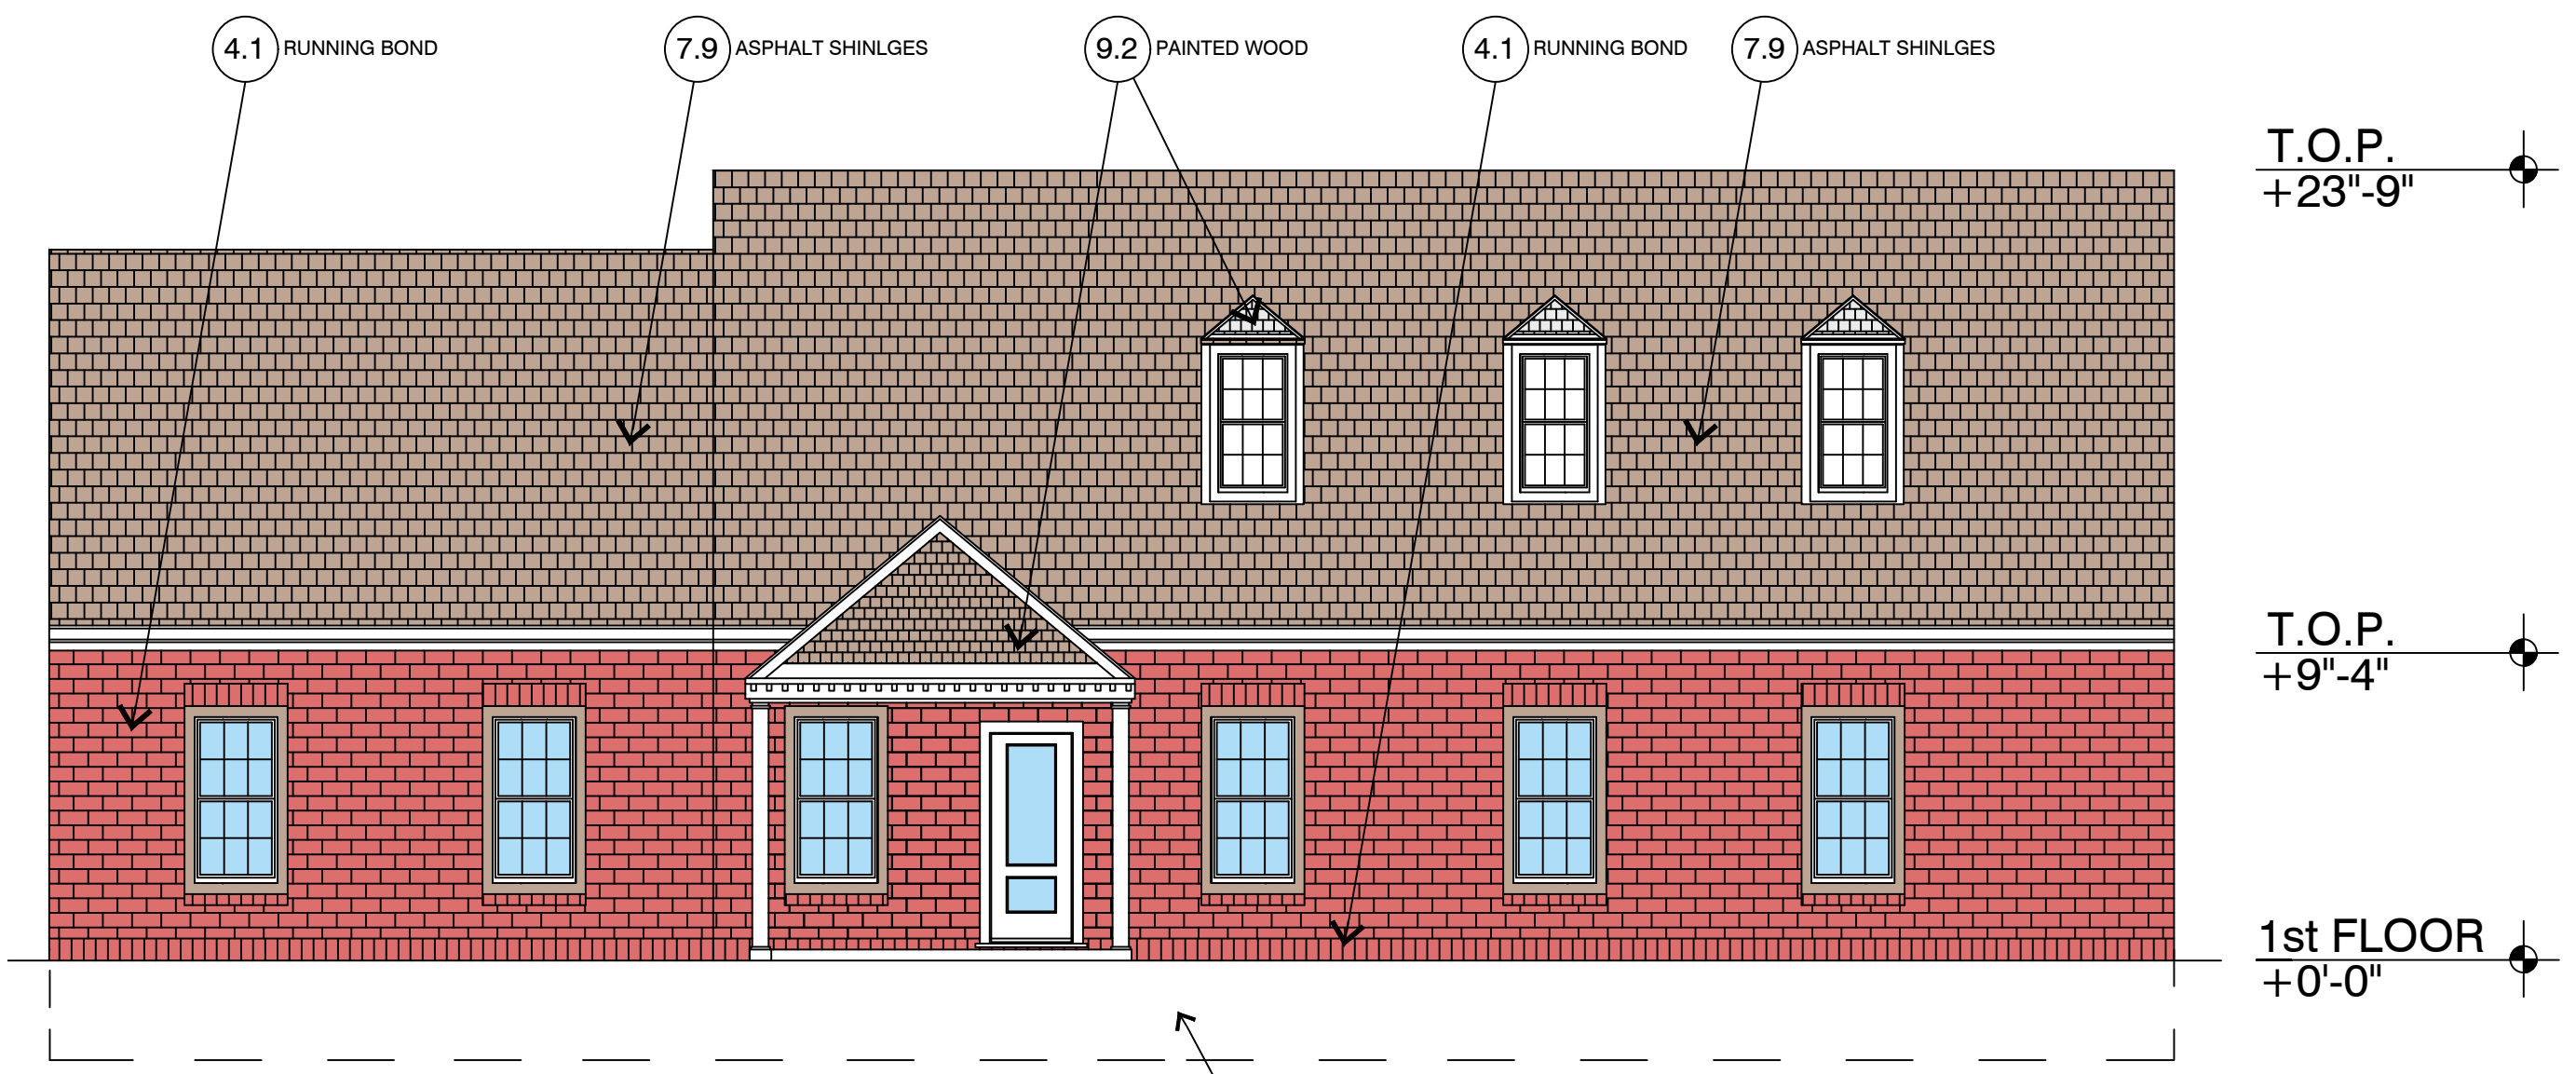 4.1 RUNNING BOND
7.9 ASPHALT SHINLGES
9.2 PAINTED WOOD
4.1 RUNNING BOND
7.9 ASPHALT SHINLGES
T.O.P.
+23"-9"
T.O.P.
+9"-4"
1st FLOOR
+0'-0"